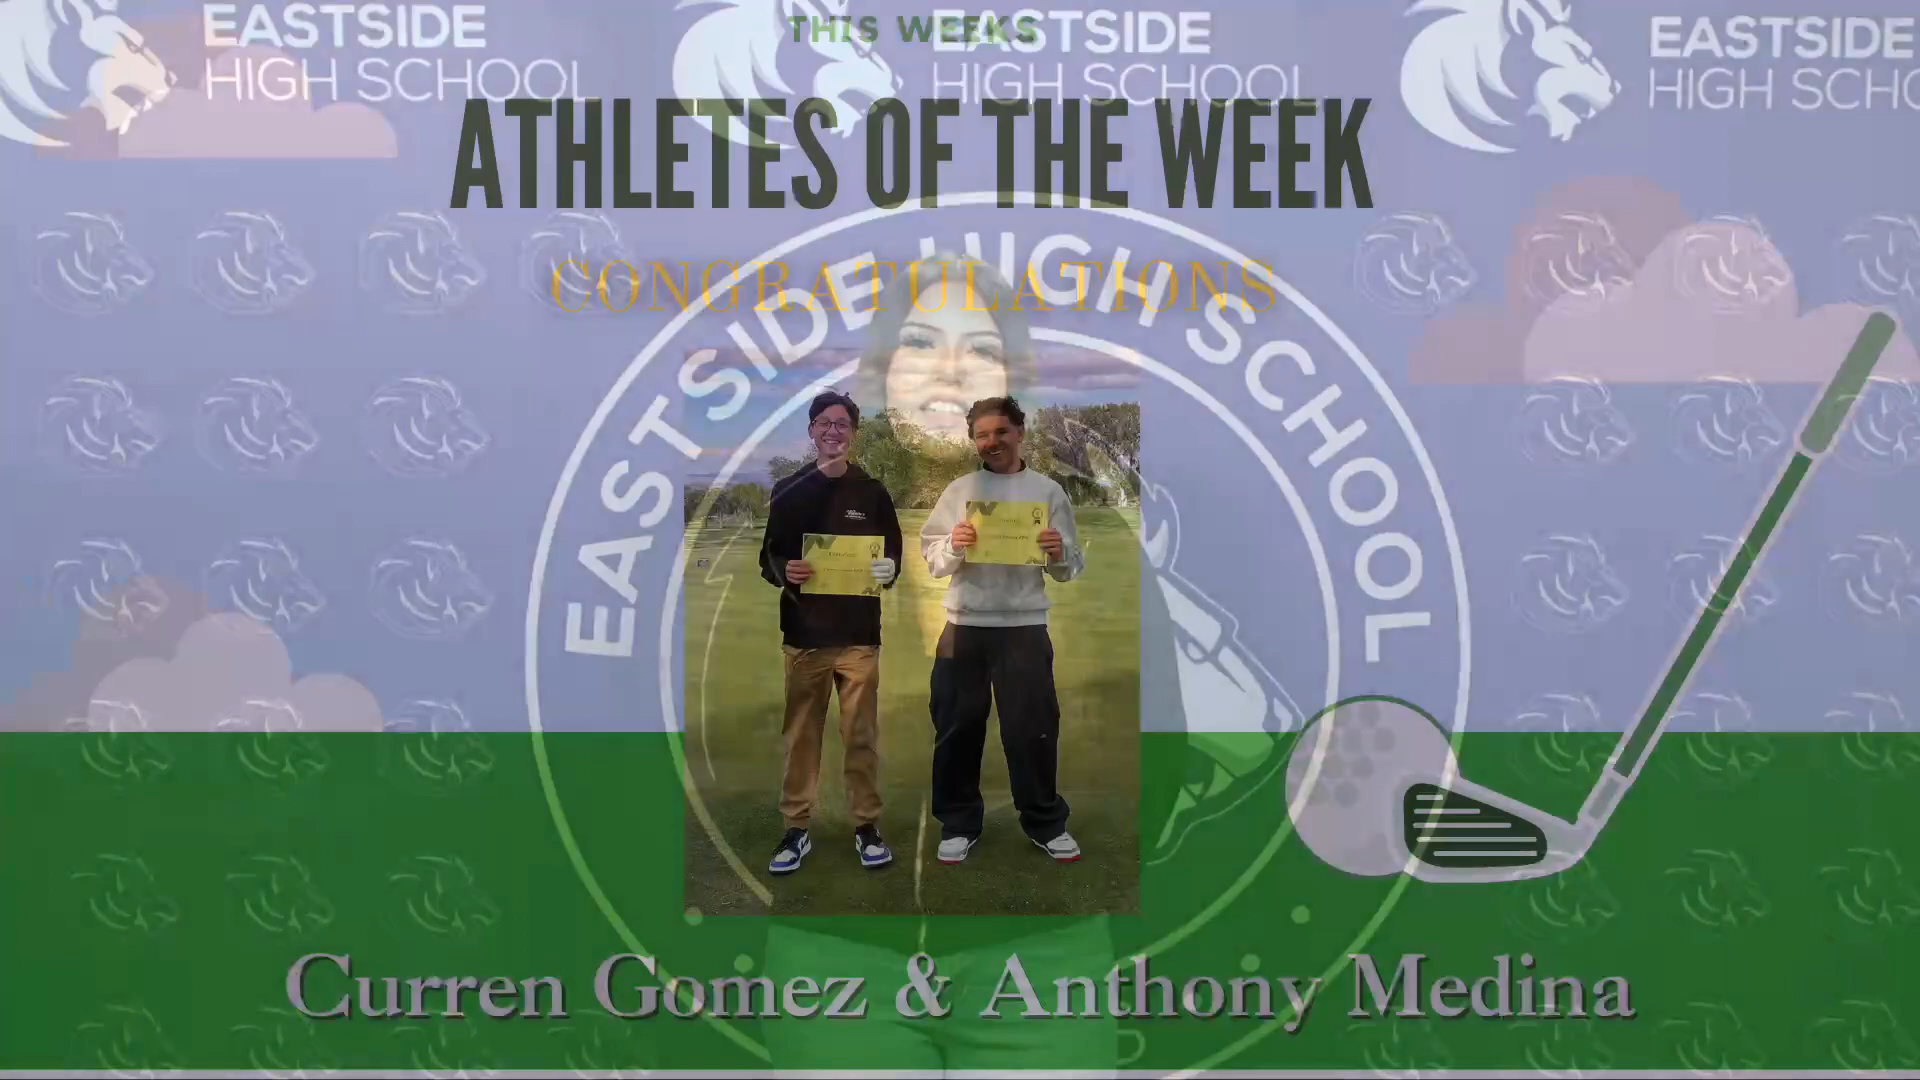 EASTSIDE
HIGH SCHOOL
EASTSIDE
HIGH SCHOOL
EASTSIDE
HIGH SCHO
THIS WEEKS
ATHLETES OF THE WEEK
CONGRATULATIONS
EASTSIDE HIGH SCHOOL
Curren Gomez & Anthony Medina